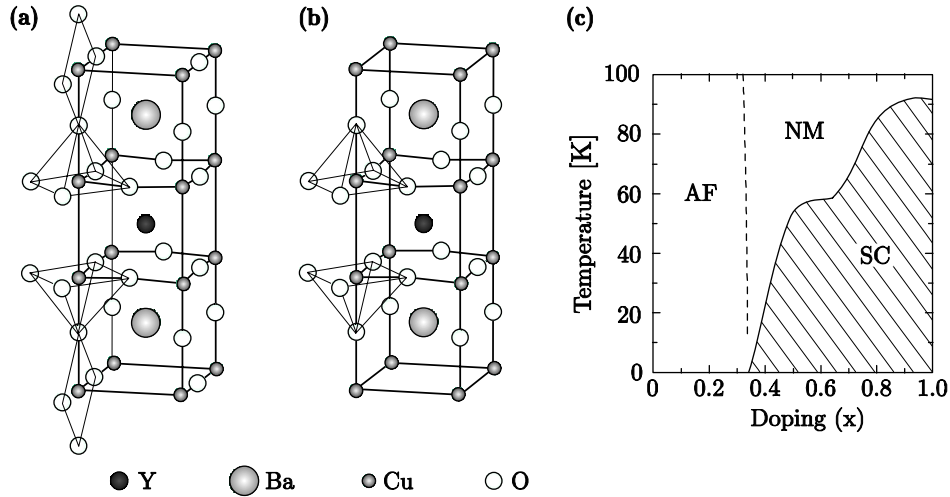 (a)
(b)
(c)
Temperature [K]
100
80
60
40
20
0
AF
NM
SC
0 0.2 0.4 0.6 0.8 1.0
Doping (x)
Y Ba Cu O